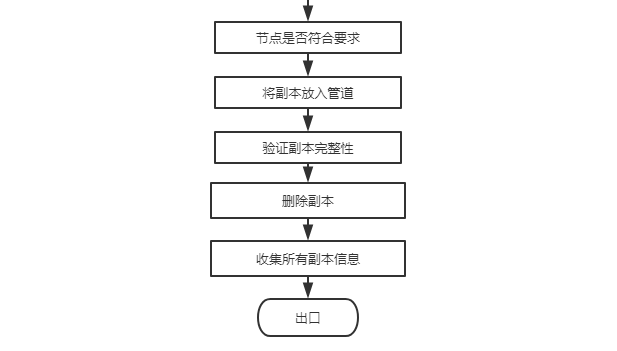 节点是否符合要求
将副本放入管道
验证副本完整性
删除副本
收集所有副本信息
出口